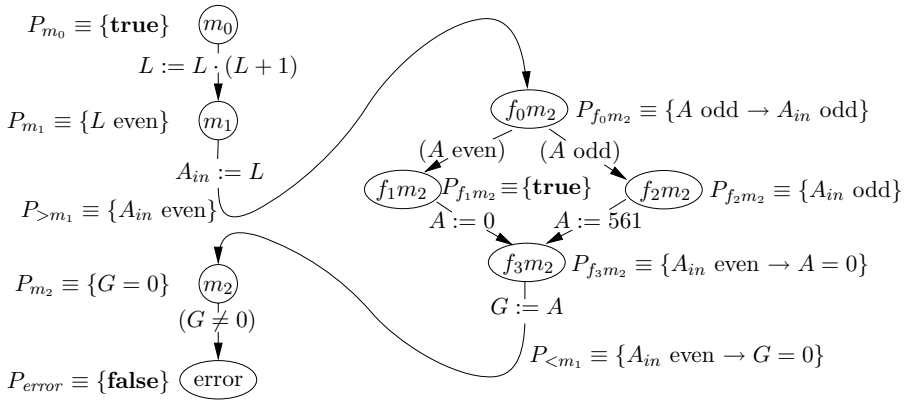 P_{m_0} ≡ {true}
m_0
L := L · (L + 1)
P_{m_1} ≡ {L even}
m_1
A_{in} := L
P_{>m_1} ≡ {A_{in} even}
P_{m_2} ≡ {G = 0}
m_2
(G ≠ 0)
P_{error} ≡ {false}
error
f_0m_2
P_{f_0m_2} ≡ {A odd → A_{in} odd}
(A even)
(A odd)
f_1m_2
P_{f_1m_2} ≡ {true}
f_2m_2
P_{f_2m_2} ≡ {A_{in} odd}
A := 0
A := 561
f_3m_2
P_{f_3m_2} ≡ {A_{in} even → A = 0}
G := A
P_{<m_1} ≡ {A_{in} even → G = 0}